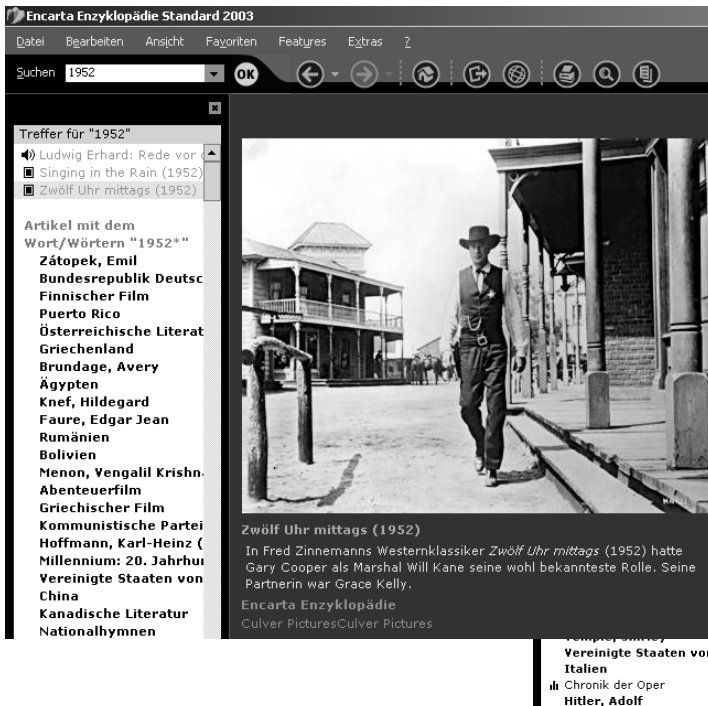 Encarta Enzyklopädie Standard 2003
Datei Bearbeiten Ansicht Favoriten Features Extras ?
Suchen 1952 OK
Treffer für "1952"
Ludwig Erhard: Rede vor
Singing in the Rain (1952)
Zwölf Uhr mittags (1952)
Artikel mit dem
Wort/Wörtern "1952*"
Zátopek, Emil
Bundesrepublik Deutsc
Finnischer Film
Puerto Rico
Österreichische Literat
Griechenland
Brundage, Avery
Ägypten
Knef, Hildegard
Faure, Edgar Jean
Rumänien
Bolivien
Menon, Vengalil Krishn
Abenteuerfilm
Griechischer Film
Kommunistische Partei
Hoffmann, Karl-Heinz (
Millennium: 20. Jahrhu
Vereinigte Staaten von
China
Kanadische Literatur
Nationalhymnen
Zwölf Uhr mittags (1952)
In Fred Zinnemanns Westernklassiker Zwölf Uhr mittags (1952) hatte
Gary Cooper als Marshal Will Kane seine wohl bekannteste Rolle. Seine
Partnerin war Grace Kelly.
Encarta Enzyklopädie
Culver PicturesCulver Pictures
Vereinigte Staaten vo
Italien
Chronik der Oper
Hitler, Adolf